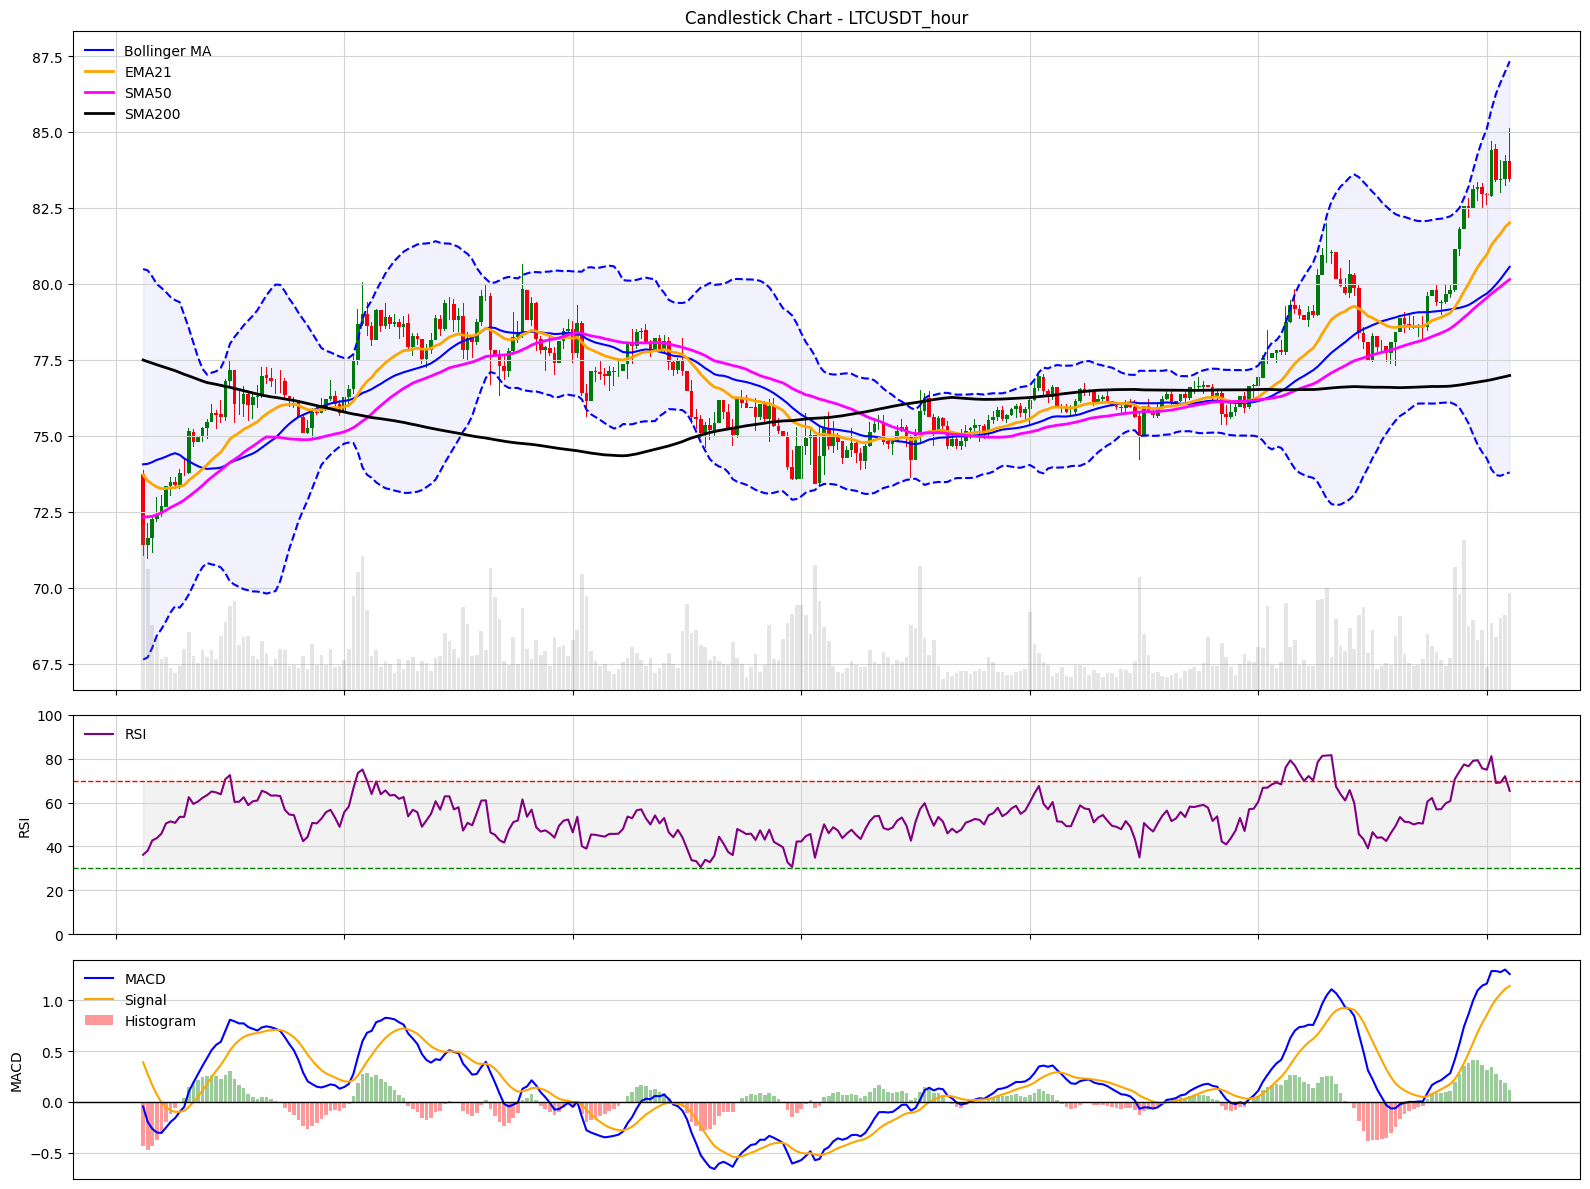 Candlestick Chart - LTCUSDT_hour
Bollinger MA
EMA21
SMA50
SMA200
87.5
85.0
82.5
80.0
77.5
75.0
72.5
70.0
67.5
RSI
100
80
60
40
20
0
RSI
MACD
Signal
Histogram
1.0
0.5
0.0
−0.5
MACD